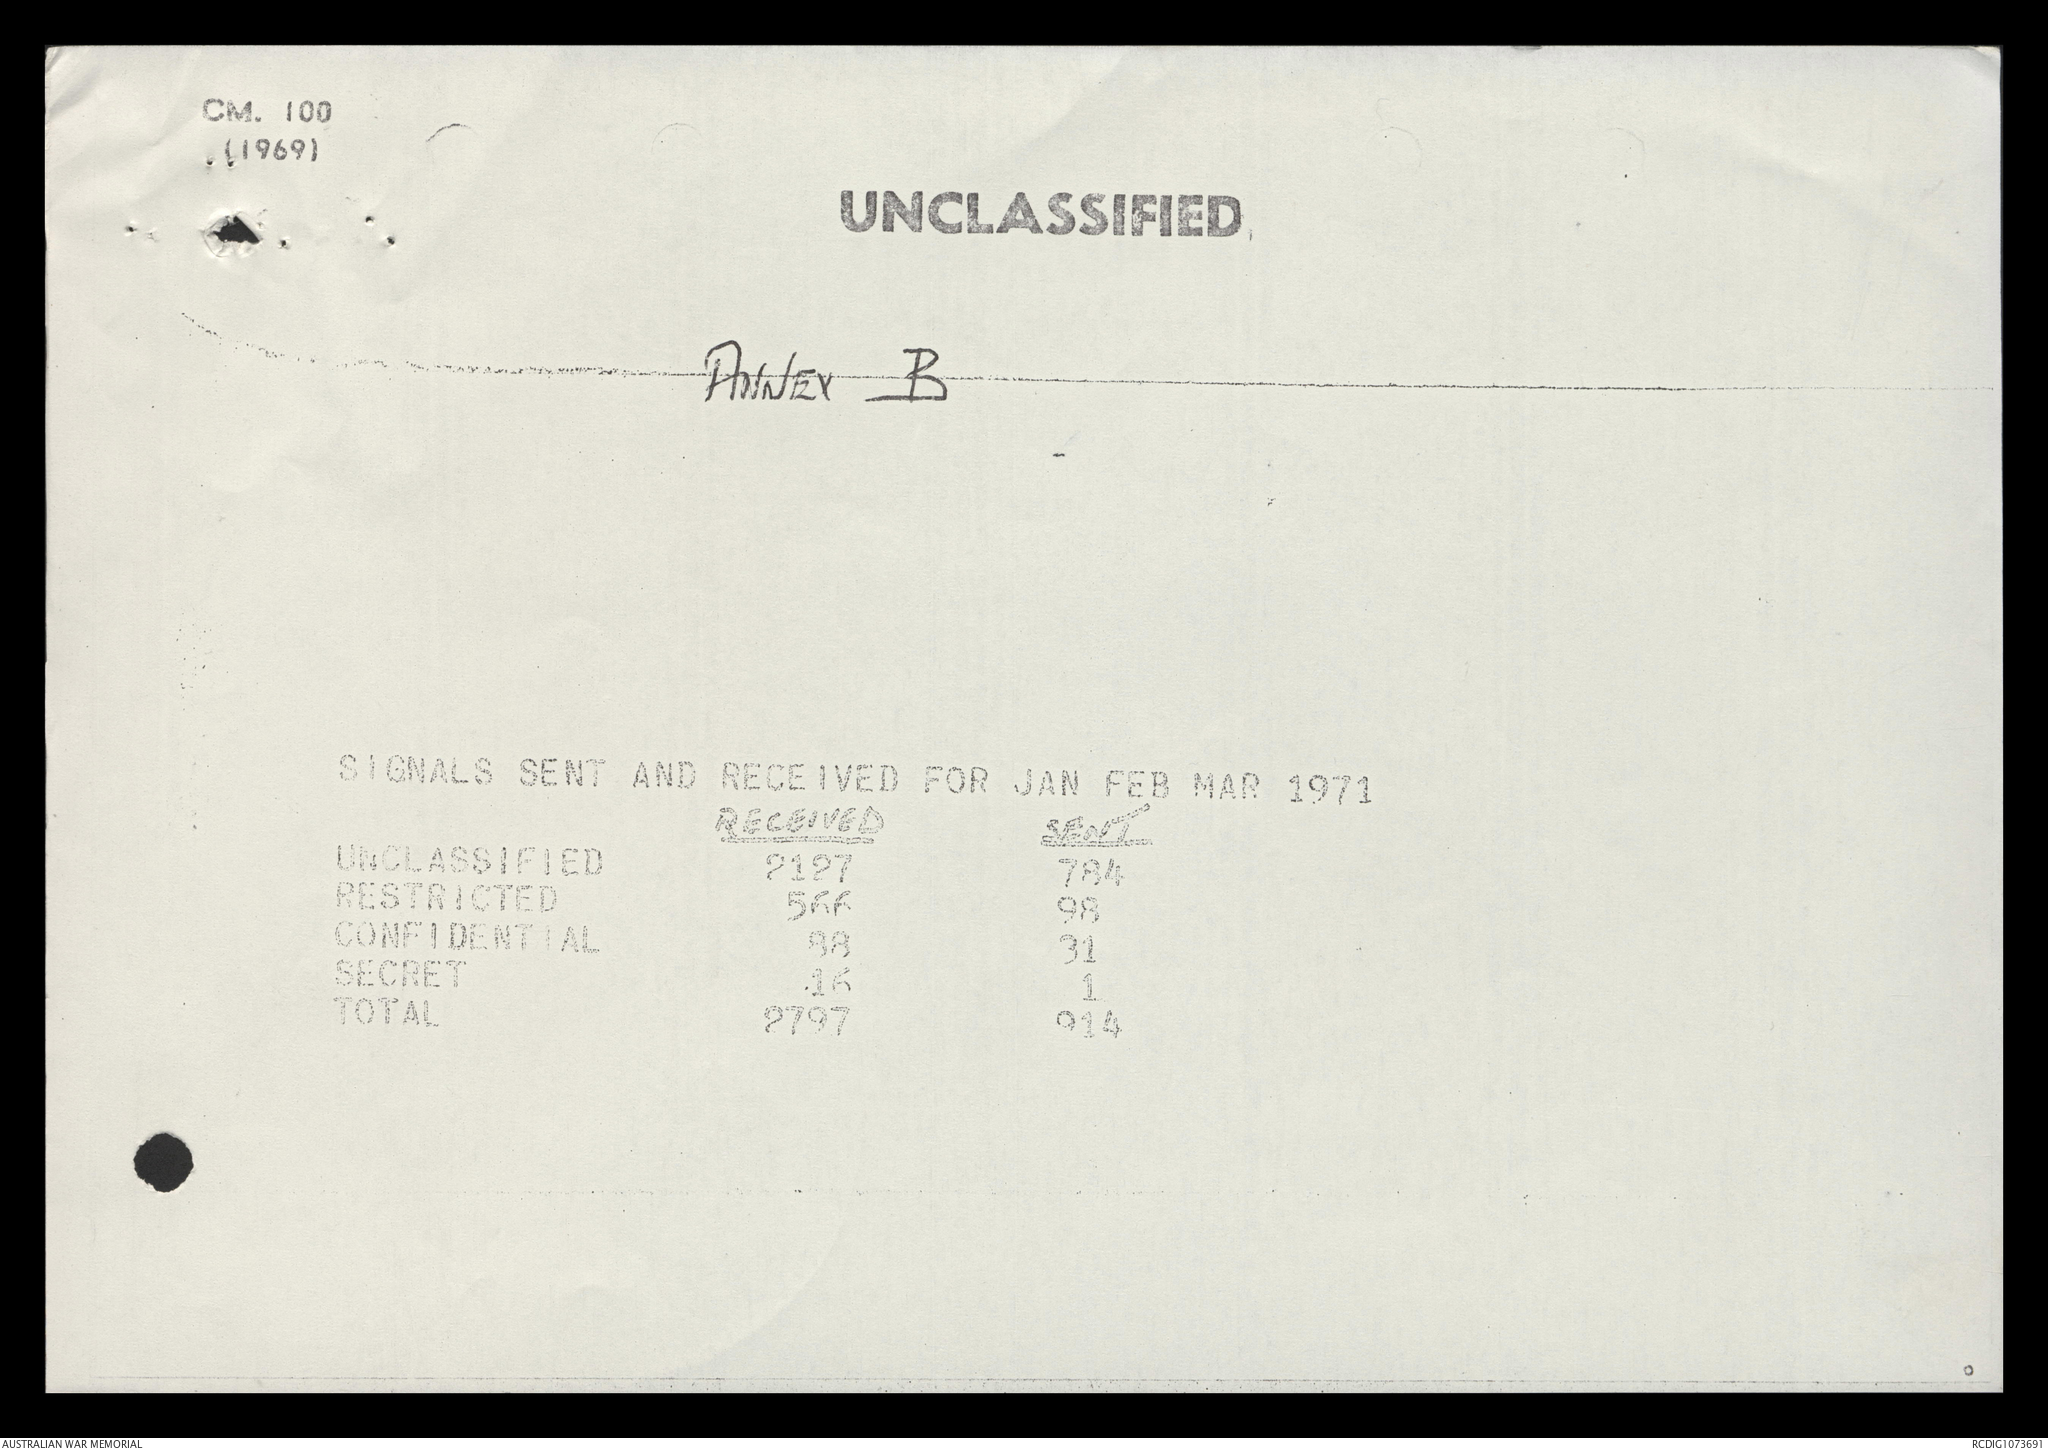 CM. 100
(1969)
UNCLASSIFIED
ANNEX B
SIGNALS SENT AND RECEIVED FOR JAN FEB MAR 1971
RECEIVED SENT
UNCLASSIFIED 2127 784
RESTRICTED 566 98
CONFIDENTIAL 88 31
SECRET 16 1
TOTAL 2797 914
AUSTRALIAN WAR MEMORIAL RCDIG1073691